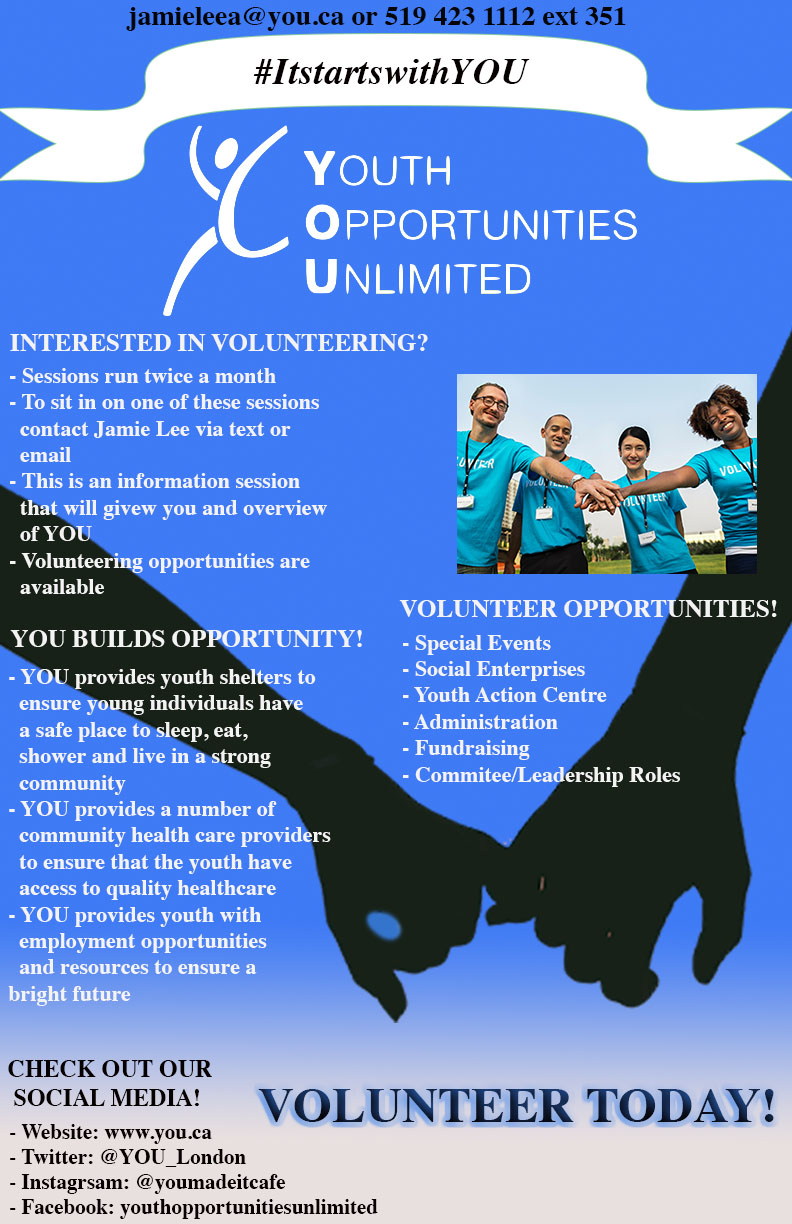 jamieleea@you.ca or 519 423 1112 ext 351
#ItstartswithYOU
YOUTH
OPPORTUNITIES
UNLIMITED
INTERESTED IN VOLUNTEERING?
- Sessions run twice a month
- To sit in on one of these sessions
contact Jamie Lee via text or
email
- This is an information session
that will givew you and overview
of YOU
- Volunteering opportunities are
available
VOLUNTEER
VOLUNTEER
VOLUNTEER
VOLUNTEER OPPORTUNITIES!
- Special Events
- Social Enterprises
- Youth Action Centre
- Administration
- Fundraising
- Commitee/Leadership Roles
YOU BUILDS OPPORTUNITY!
- YOU provides youth shelters to
ensure young individuals have
a safe place to sleep, eat,
shower and live in a strong
community
- YOU provides a number of
community health care providers
to ensure that the youth have
access to quality healthcare
- YOU provides youth with
employment opportunities
and resources to ensure a
bright future
CHECK OUT OUR
SOCIAL MEDIA!
- Website: www.you.ca
- Twitter: @YOU_London
- Instagrsam: @youmadeitcafe
- Facebook: youthopportunitiesunlimited
VOLUNTEER TODAY!